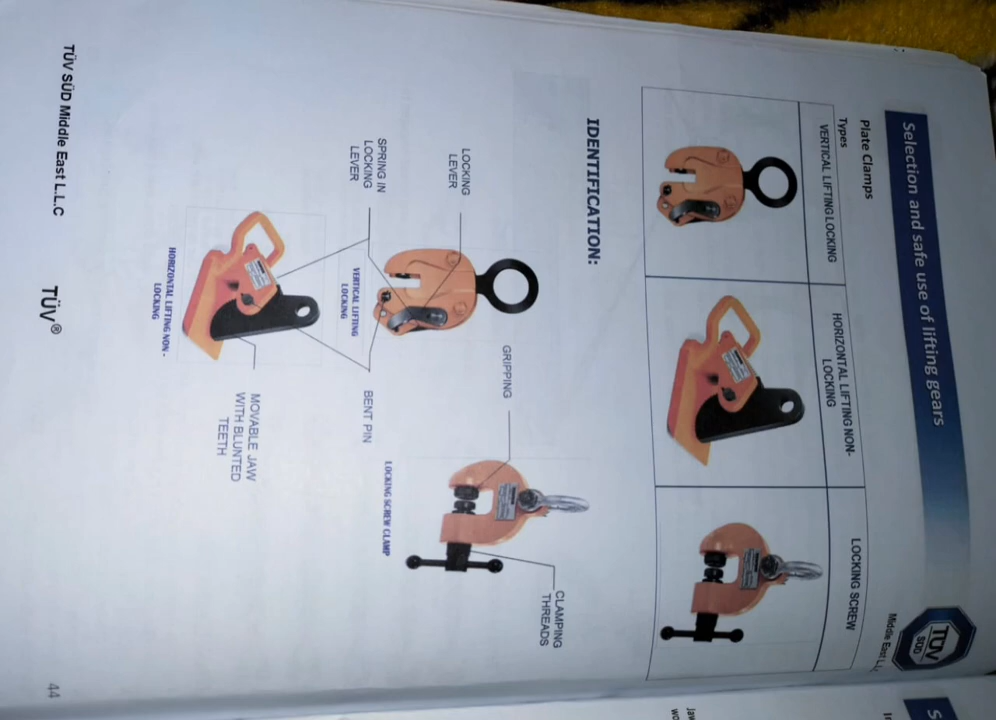 Selection and safe use of lifting gears
TÜV
SÜD
Middle East L.L.
Plate Clamps
Types
VERTICAL LIFTING LOCKING
HORIZONTAL LIFTING NON-
LOCKING
LOCKING SCREW
IDENTIFICATION:
LOCKING
LEVER
SPRING IN
LOCKING
LEVER
VERTICAL LIFTING
LOCKING
GRIPPING
CLAMPING
THREADS
BENT PIN
LOCKING SCREW CLAMP
HORIZONTAL LIFTING NON -
LOCKING
MOVABLE JAW
WITH BLUNTED
TEETH
TÜV SÜD Middle East L.L.C
TÜV®
44
S
Jaw